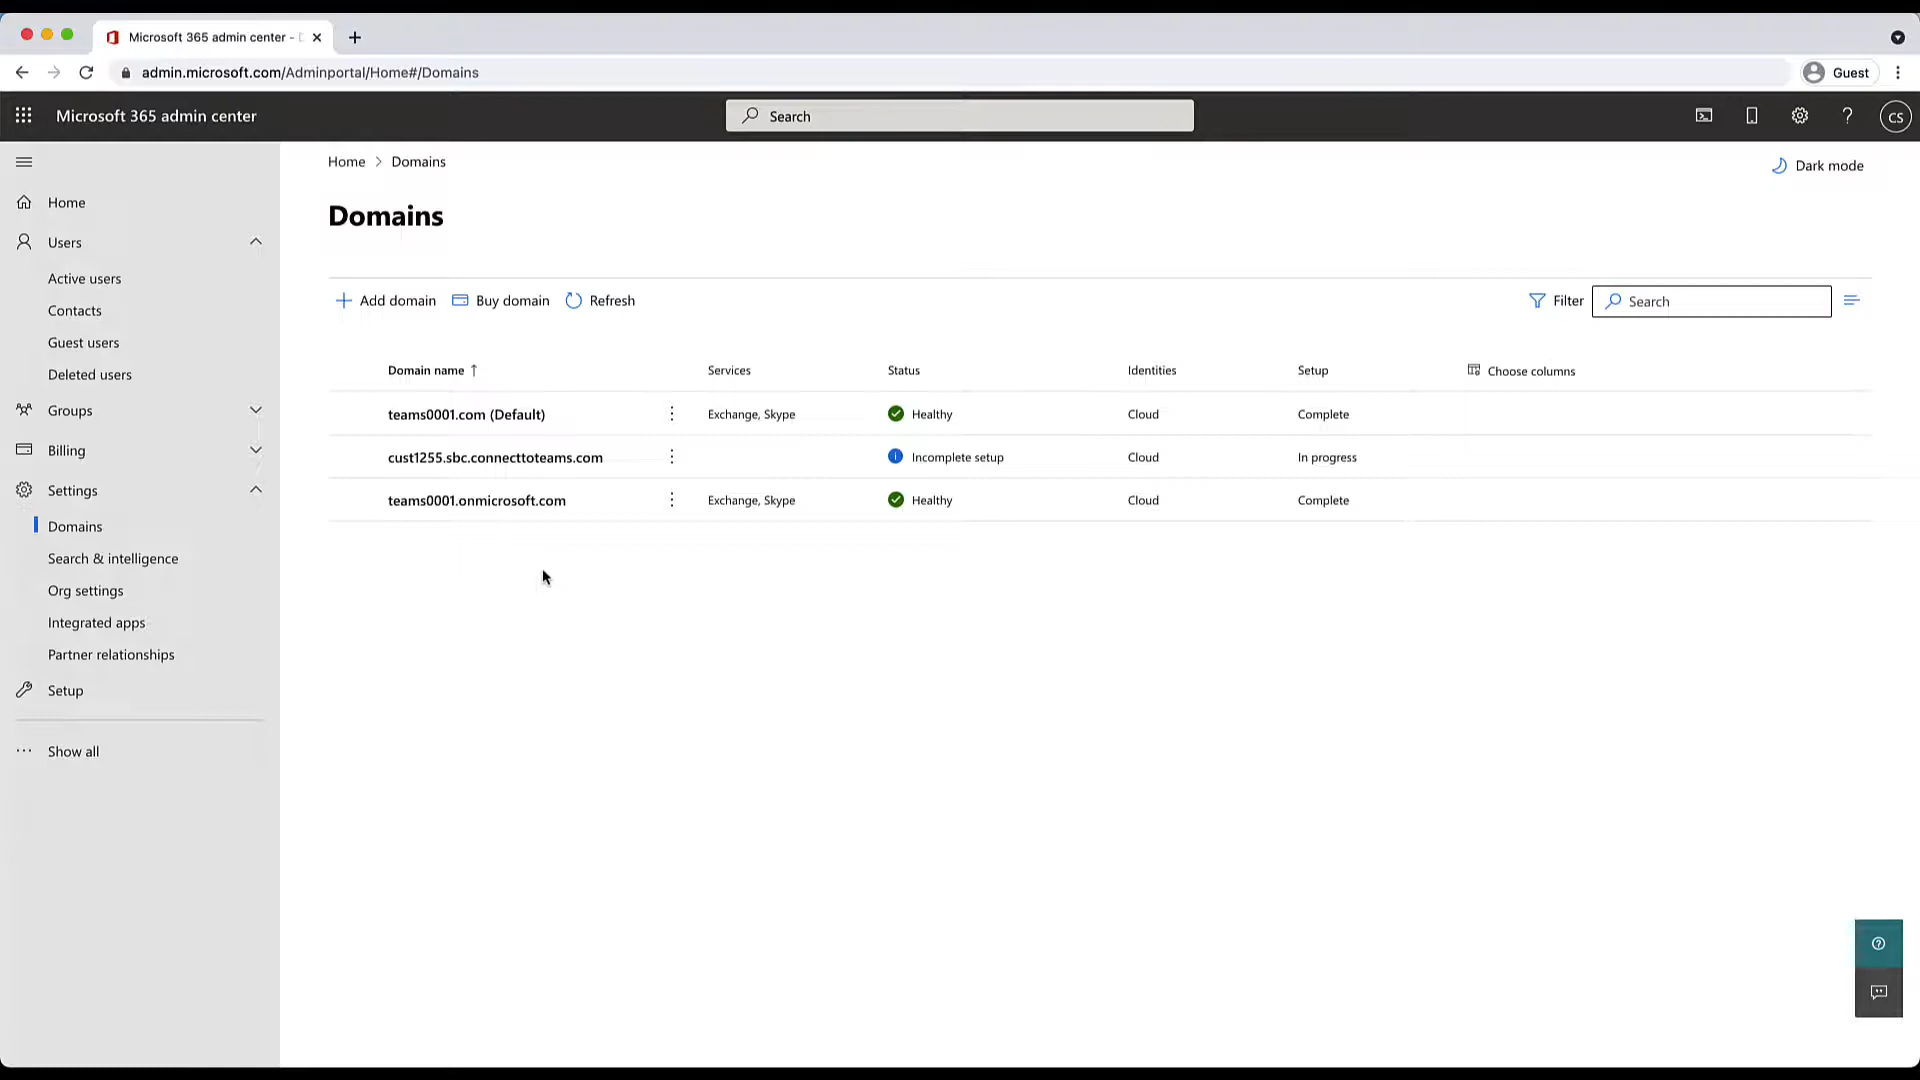 Microsoft 365 admin center - D
admin.microsoft.com/Adminportal/Home#/Domains
Guest
Microsoft 365 admin center
Search
CS
Home > Domains
Dark mode
Home
Users
Active users
Contacts
Guest users
Deleted users
Groups
Billing
Settings
Domains
Search & intelligence
Org settings
Integrated apps
Partner relationships
Setup
Show all
Domains
Add domain Buy domain Refresh
Filter Search
Domain name ↑ Services Status Identities Setup Choose columns
teams0001.com (Default) Exchange, Skype Healthy Cloud Complete
cust1255.sbc.connecttoteams.com Incomplete setup Cloud In progress
teams0001.onmicrosoft.com Exchange, Skype Healthy Cloud Complete